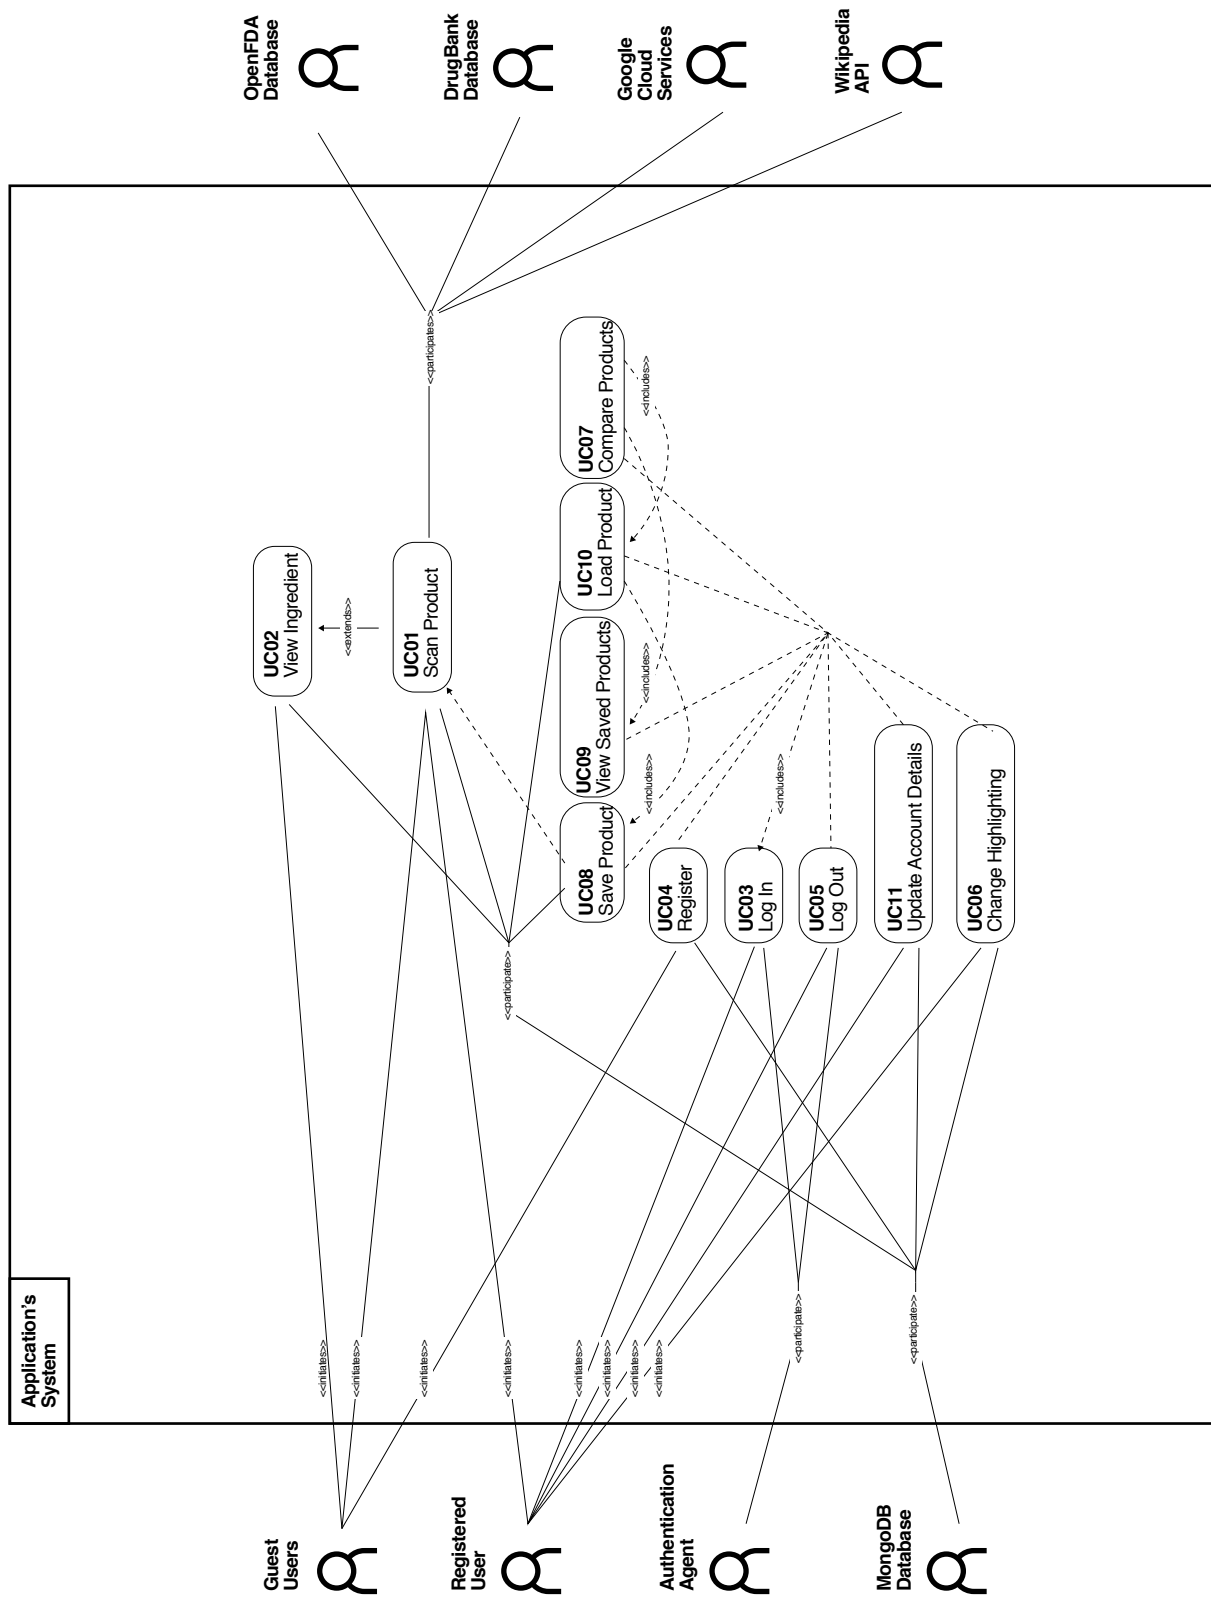 Application's
System
Guest
Users
Registered
User
Authentication
Agent
MongoDB
Database
<<initiates>>
<<initiates>>
<<initiates>>
<<initiates>>
<<initiates>>
<<initiates>>
<<initiates>>
<<initiates>>
<<participate>>
<<participate>>
<<participate>>
UC02
View Ingredient
<<extends>>
UC01
Scan Product
UC08
Save Product
UC09
View Saved Products
UC10
Load Product
UC07
Compare Products
<<includes>>
<<includes>>
<<includes>>
<<includes>>
UC04
Register
UC03
Log In
UC05
Log Out
UC11
Update Account Details
UC06
Change Highlighting
<<participates>>
OpenFDA
Database
DrugBank
Database
Google
Cloud
Services
Wikipedia
API